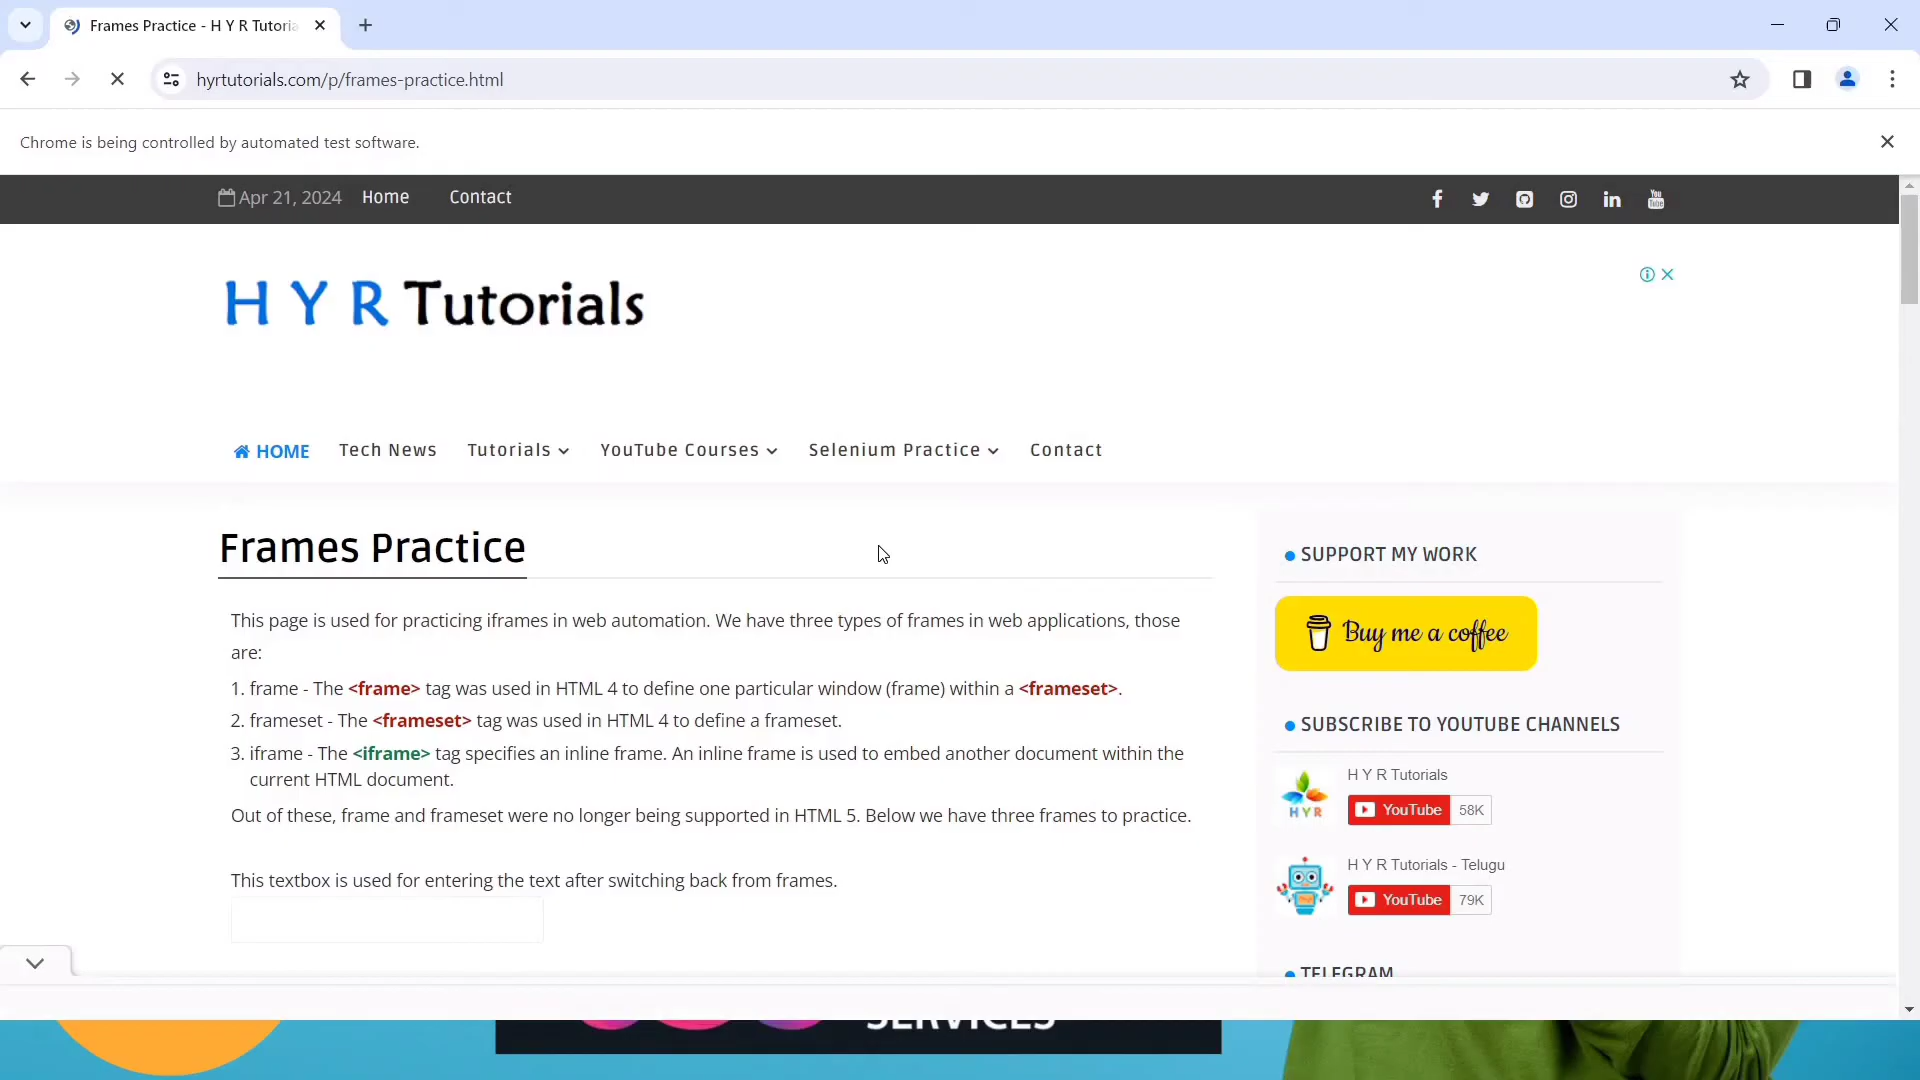 Frames Practice - H Y R Tutoria
hyrtutorials.com/p/frames-practice.html
Chrome is being controlled by automated test software.
Apr 21, 2024 Home Contact
H Y R Tutorials
HOME Tech News Tutorials YouTube Courses Selenium Practice Contact
Frames Practice
This page is used for practicing iframes in web automation. We have three types of frames in web applications, those
are:
1. frame - The <frame> tag was used in HTML 4 to define one particular window (frame) within a <frameset>.
2. frameset - The <frameset> tag was used in HTML 4 to define a frameset.
3. iframe - The <iframe> tag specifies an inline frame. An inline frame is used to embed another document within the
current HTML document.
Out of these, frame and frameset were no longer being supported in HTML 5. Below we have three frames to practice.
This textbox is used for entering the text after switching back from frames.
SUPPORT MY WORK
Buy me a coffee
SUBSCRIBE TO YOUTUBE CHANNELS
HYR
H Y R Tutorials
YouTube 58K
H Y R Tutorials - Telugu
YouTube 79K
TELEGRAM
SERVICES